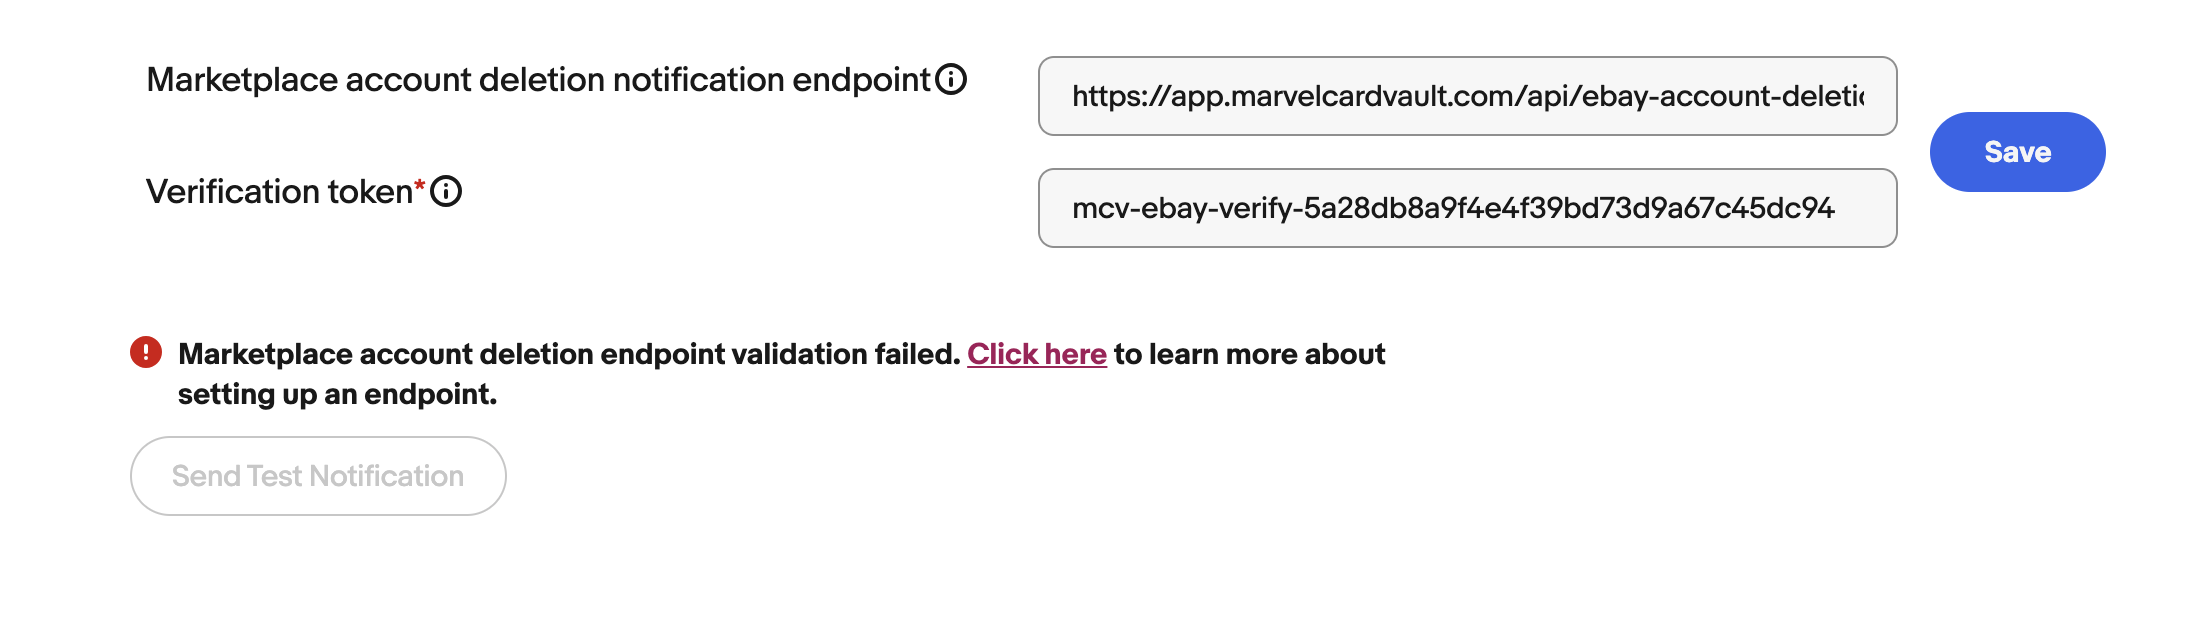 Marketplace account deletion notification endpoint
https://app.marvelcardvault.com/api/ebay-account-deleti
Save
Verification token*
mcv-ebay-verify-5a28db8a9f4e4f39bd73d9a67c45dc94
Marketplace account deletion endpoint validation failed. Click here to learn more about
setting up an endpoint.
Send Test Notification